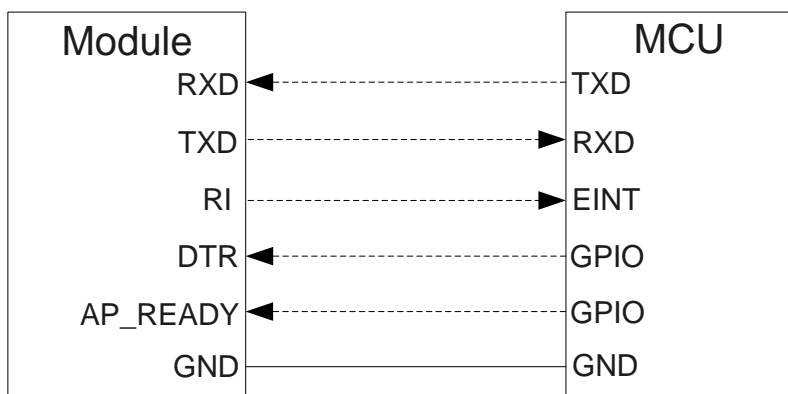 Module MCU
RXD TXD
TXD RXD
RI EINT
DTR GPIO
AP_READY GPIO
GND GND